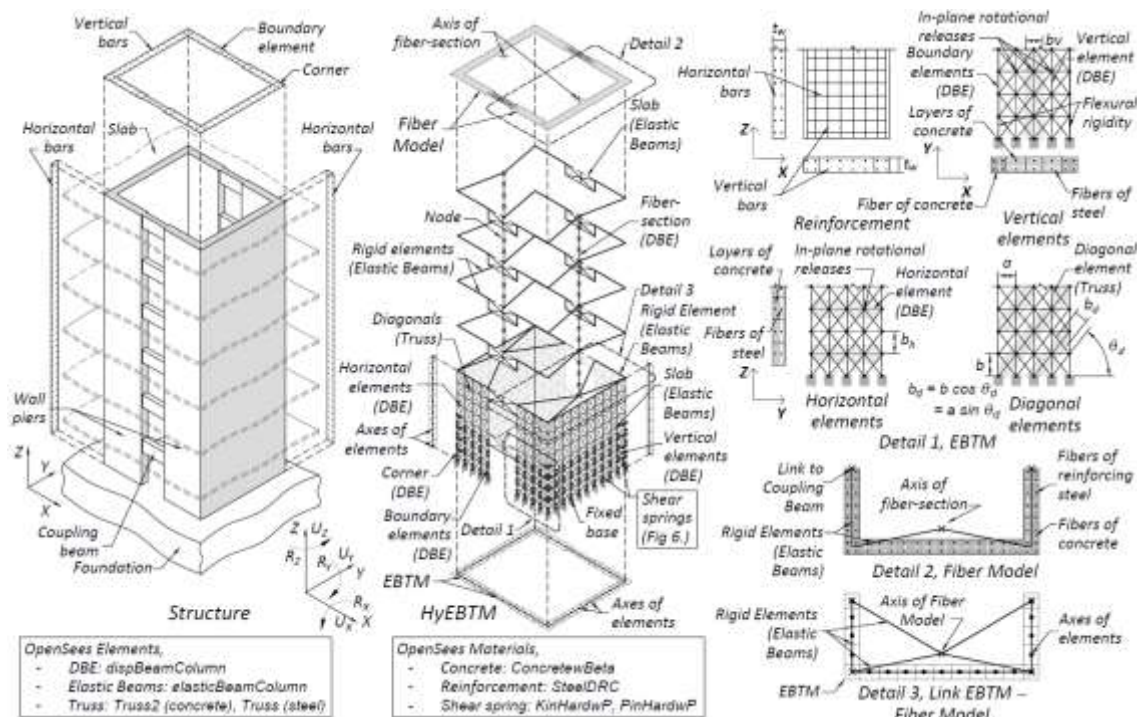 Vertical
bars
Boundary
element
Corner
Horizontal
bars
Slab
Horizontal
bars
Wall
piers
Z
Y
X
Coupling
beam
Foundation
Structure
Z
U_Z
R_Z
U_Y
R_Y
Y
R_X
U_X
X
OpenSees Elements,
- DBE: dispBeamColumn
- Elastic Beams: elasticBeamColumn
- Truss: Truss2 (concrete), Truss (steel)
Axis of
fiber-section
Detail 2
Fiber
Model
Slab
(Elastic
Beams)
Node
Fiber-
section
(DBE)
Rigid elements
(Elastic Beams)
Detail 3
Rigid Element
(Elastic
Beams)
Diagonals
(Truss)
Horizontal
elements
(DBE)
Slab
(Elastic
Beams)
Axes of
elements
Vertical
elements
(DBE)
Corner
(DBE)
Boundary
elements
(DBE)
Detail 1
Fixed
base
Shear
springs
(Fig 6.)
EBTM
HyEBTM
Axes of
elements
OpenSees Materials,
- Concrete: ConcretewBeta
- Reinforcement: SteelDRC
- Shear spring: KinHardwP, PinHardwP
t_w
Horizontal
bars
Z
X
t_w
Vertical
bars
Reinforcement
In-plane rotational
releases
b_v
Boundary
elements
(DBE)
Vertical
element
(DBE)
Layers of
concrete
Flexural
rigidity
Y
X
Fiber of concrete
Fibers of
steel
Vertical
elements
Layers of
concrete
In-plane rotational
releases
Horizontal
element
(DBE)
Fibers of
steel
b_h
Z
Y
Horizontal
elements
a
Diagonal
element
(Truss)
b_d
θ_d
b
b_d = b cos θ_d
= a sin θ_d
Diagonal
elements
Detail 1, EBTM
Link to
Coupling
Beam
Axis of
fiber-section
Fibers of
reinforcing
steel
Rigid Elements
(Elastic
Beams)
Fibers of
concrete
Detail 2, Fiber Model
Rigid Elements
(Elastic
Beams)
Axis of Fiber
Model
Axes of
elements
EBTM
Detail 3, Link EBTM –
Fiber Model